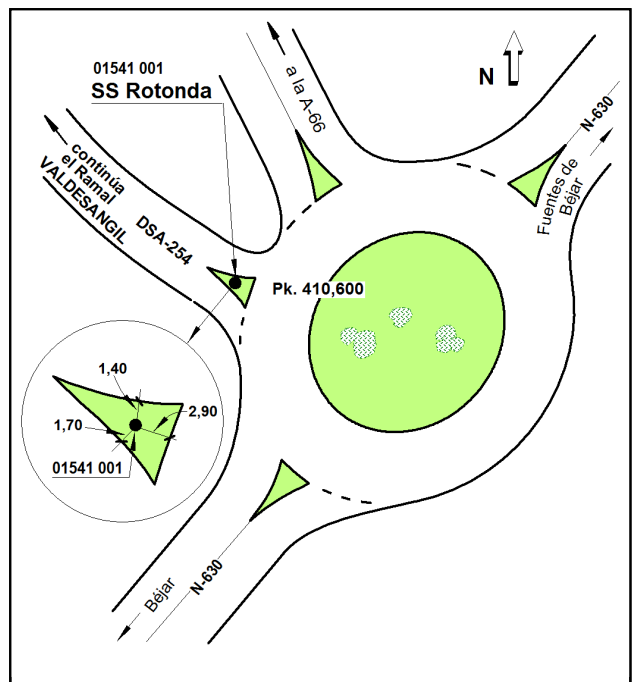 01541 001
SS Rotonda
a la A-66
N
N-630
Fuentes de
Béjar
continúa
el Ramal
VALDESANGIL
DSA-254
Pk. 410,600
1,40
2,90
1,70
01541 001
Béjar
N-630